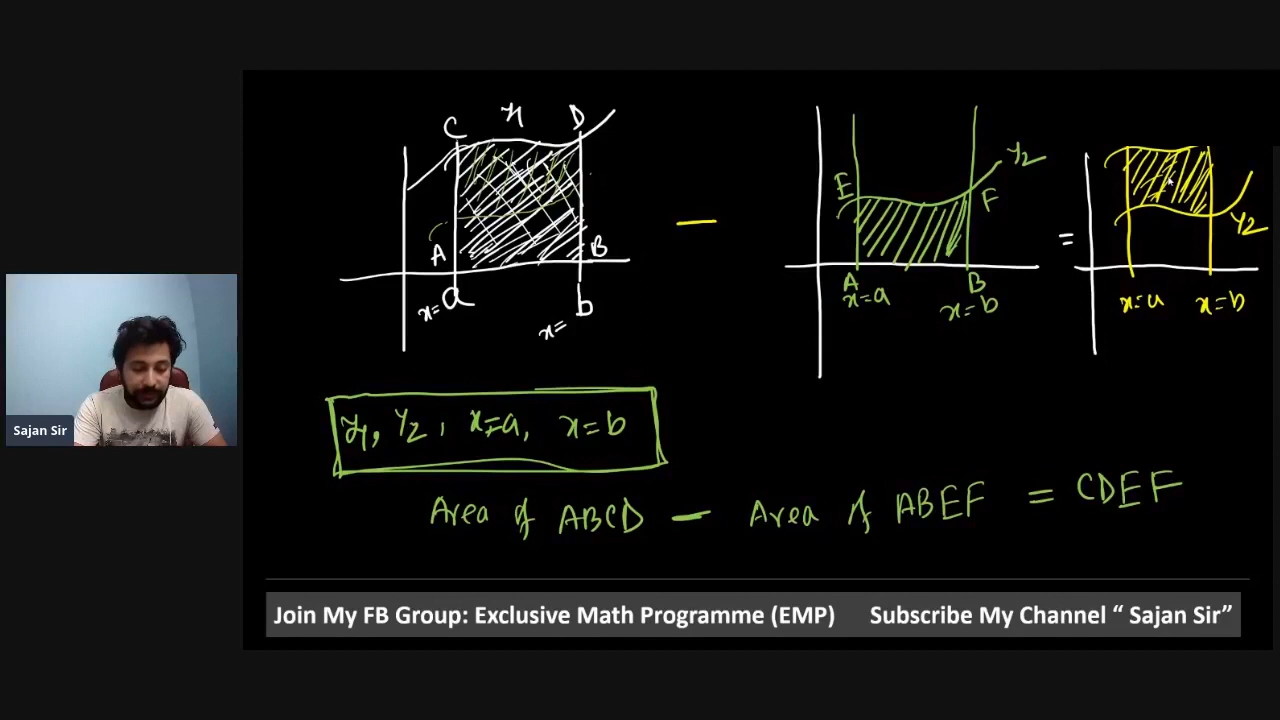 C y1 D
A B
x=a x= b
−
E F y2
A B
x=a x=b
=
y2
x=a x=b
y1, y2, x=a, x=b
Area of ABCD − Area of ABEF = CDEF
Sajan Sir
Join My FB Group: Exclusive Math Programme (EMP) Subscribe My Channel “ Sajan Sir”